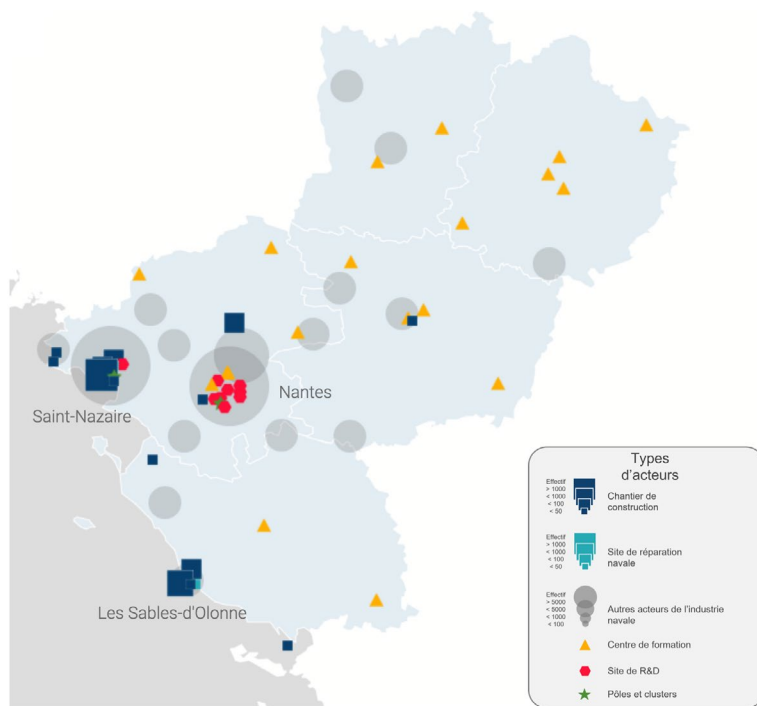 Nantes
Saint-Nazaire
Les Sables-d'Olonne
Types
d'acteurs
Effectif
> 1000
< 1000
< 100
< 50
Chantier de
construction
Effectif
> 1000
< 1000
< 100
< 50
Site de réparation
navale
Effectif
> 5000
< 5000
< 1000
< 100
Autres acteurs de l'industrie
navale
Centre de formation
Site de R&D
Pôles et clusters